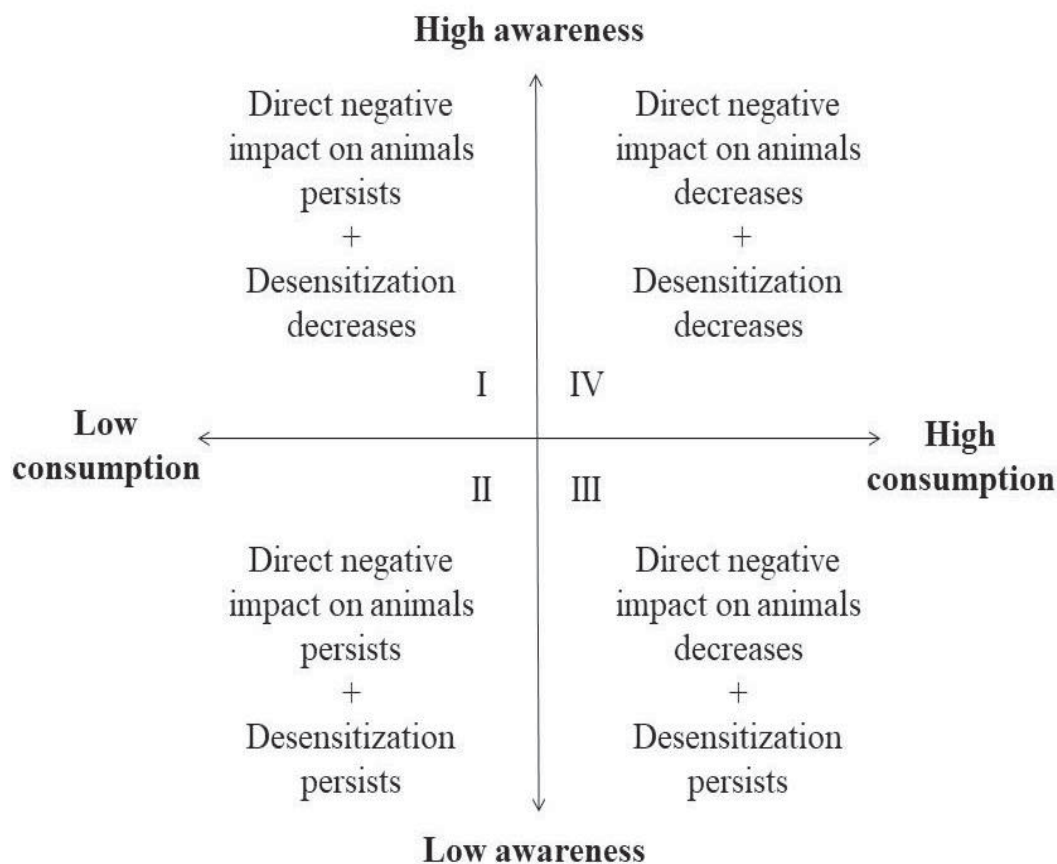 High awareness
Direct negative
impact on animals
persists
+
Desensitization
decreases
Direct negative
impact on animals
decreases
+
Desensitization
decreases
I
IV
Low
consumption
High
consumption
II
III
Direct negative
impact on animals
persists
+
Desensitization
persists
Direct negative
impact on animals
decreases
+
Desensitization
persists
Low awareness